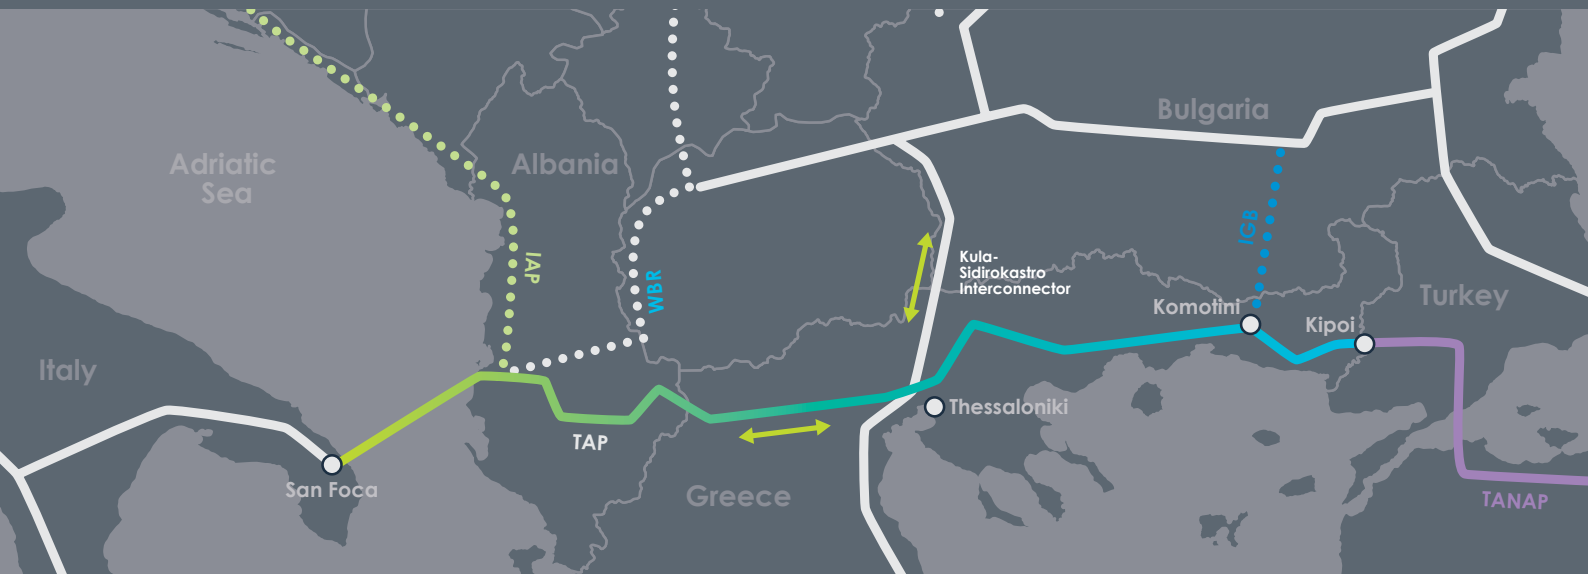 Bulgaria
Adriatic
Sea
Albania
IGB
IAP
WBR
Kula-
Sidirokastro
Interconnector
Turkey
Komotini
Kipoi
Italy
Thessaloniki
TAP
San Foca
Greece
TANAP